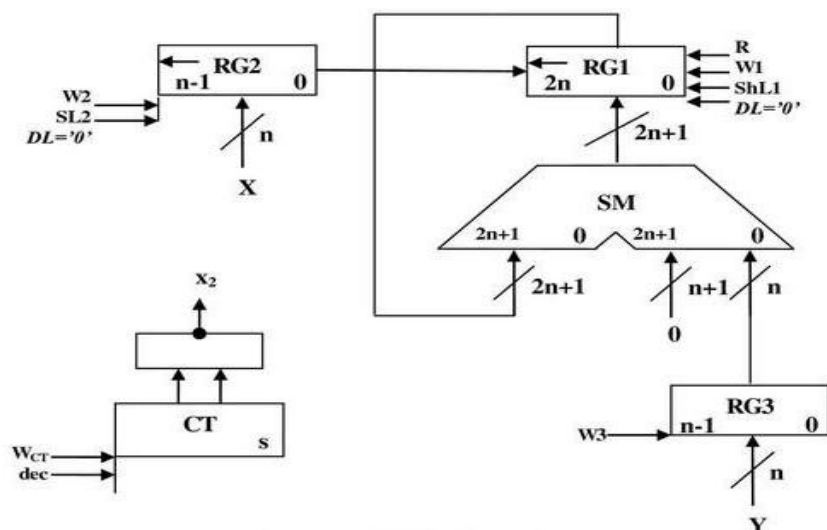 RG2
n-1 0
W2
SL2
DL='0'
n
X
RG1
2n 0
R
W1
ShL1
DL='0'
2n+1
SM
2n+1 0 2n+1 0
2n+1
n+1
n
0
x2
CT
s
WCT
dec
RG3
n-1 0
W3
n
Y